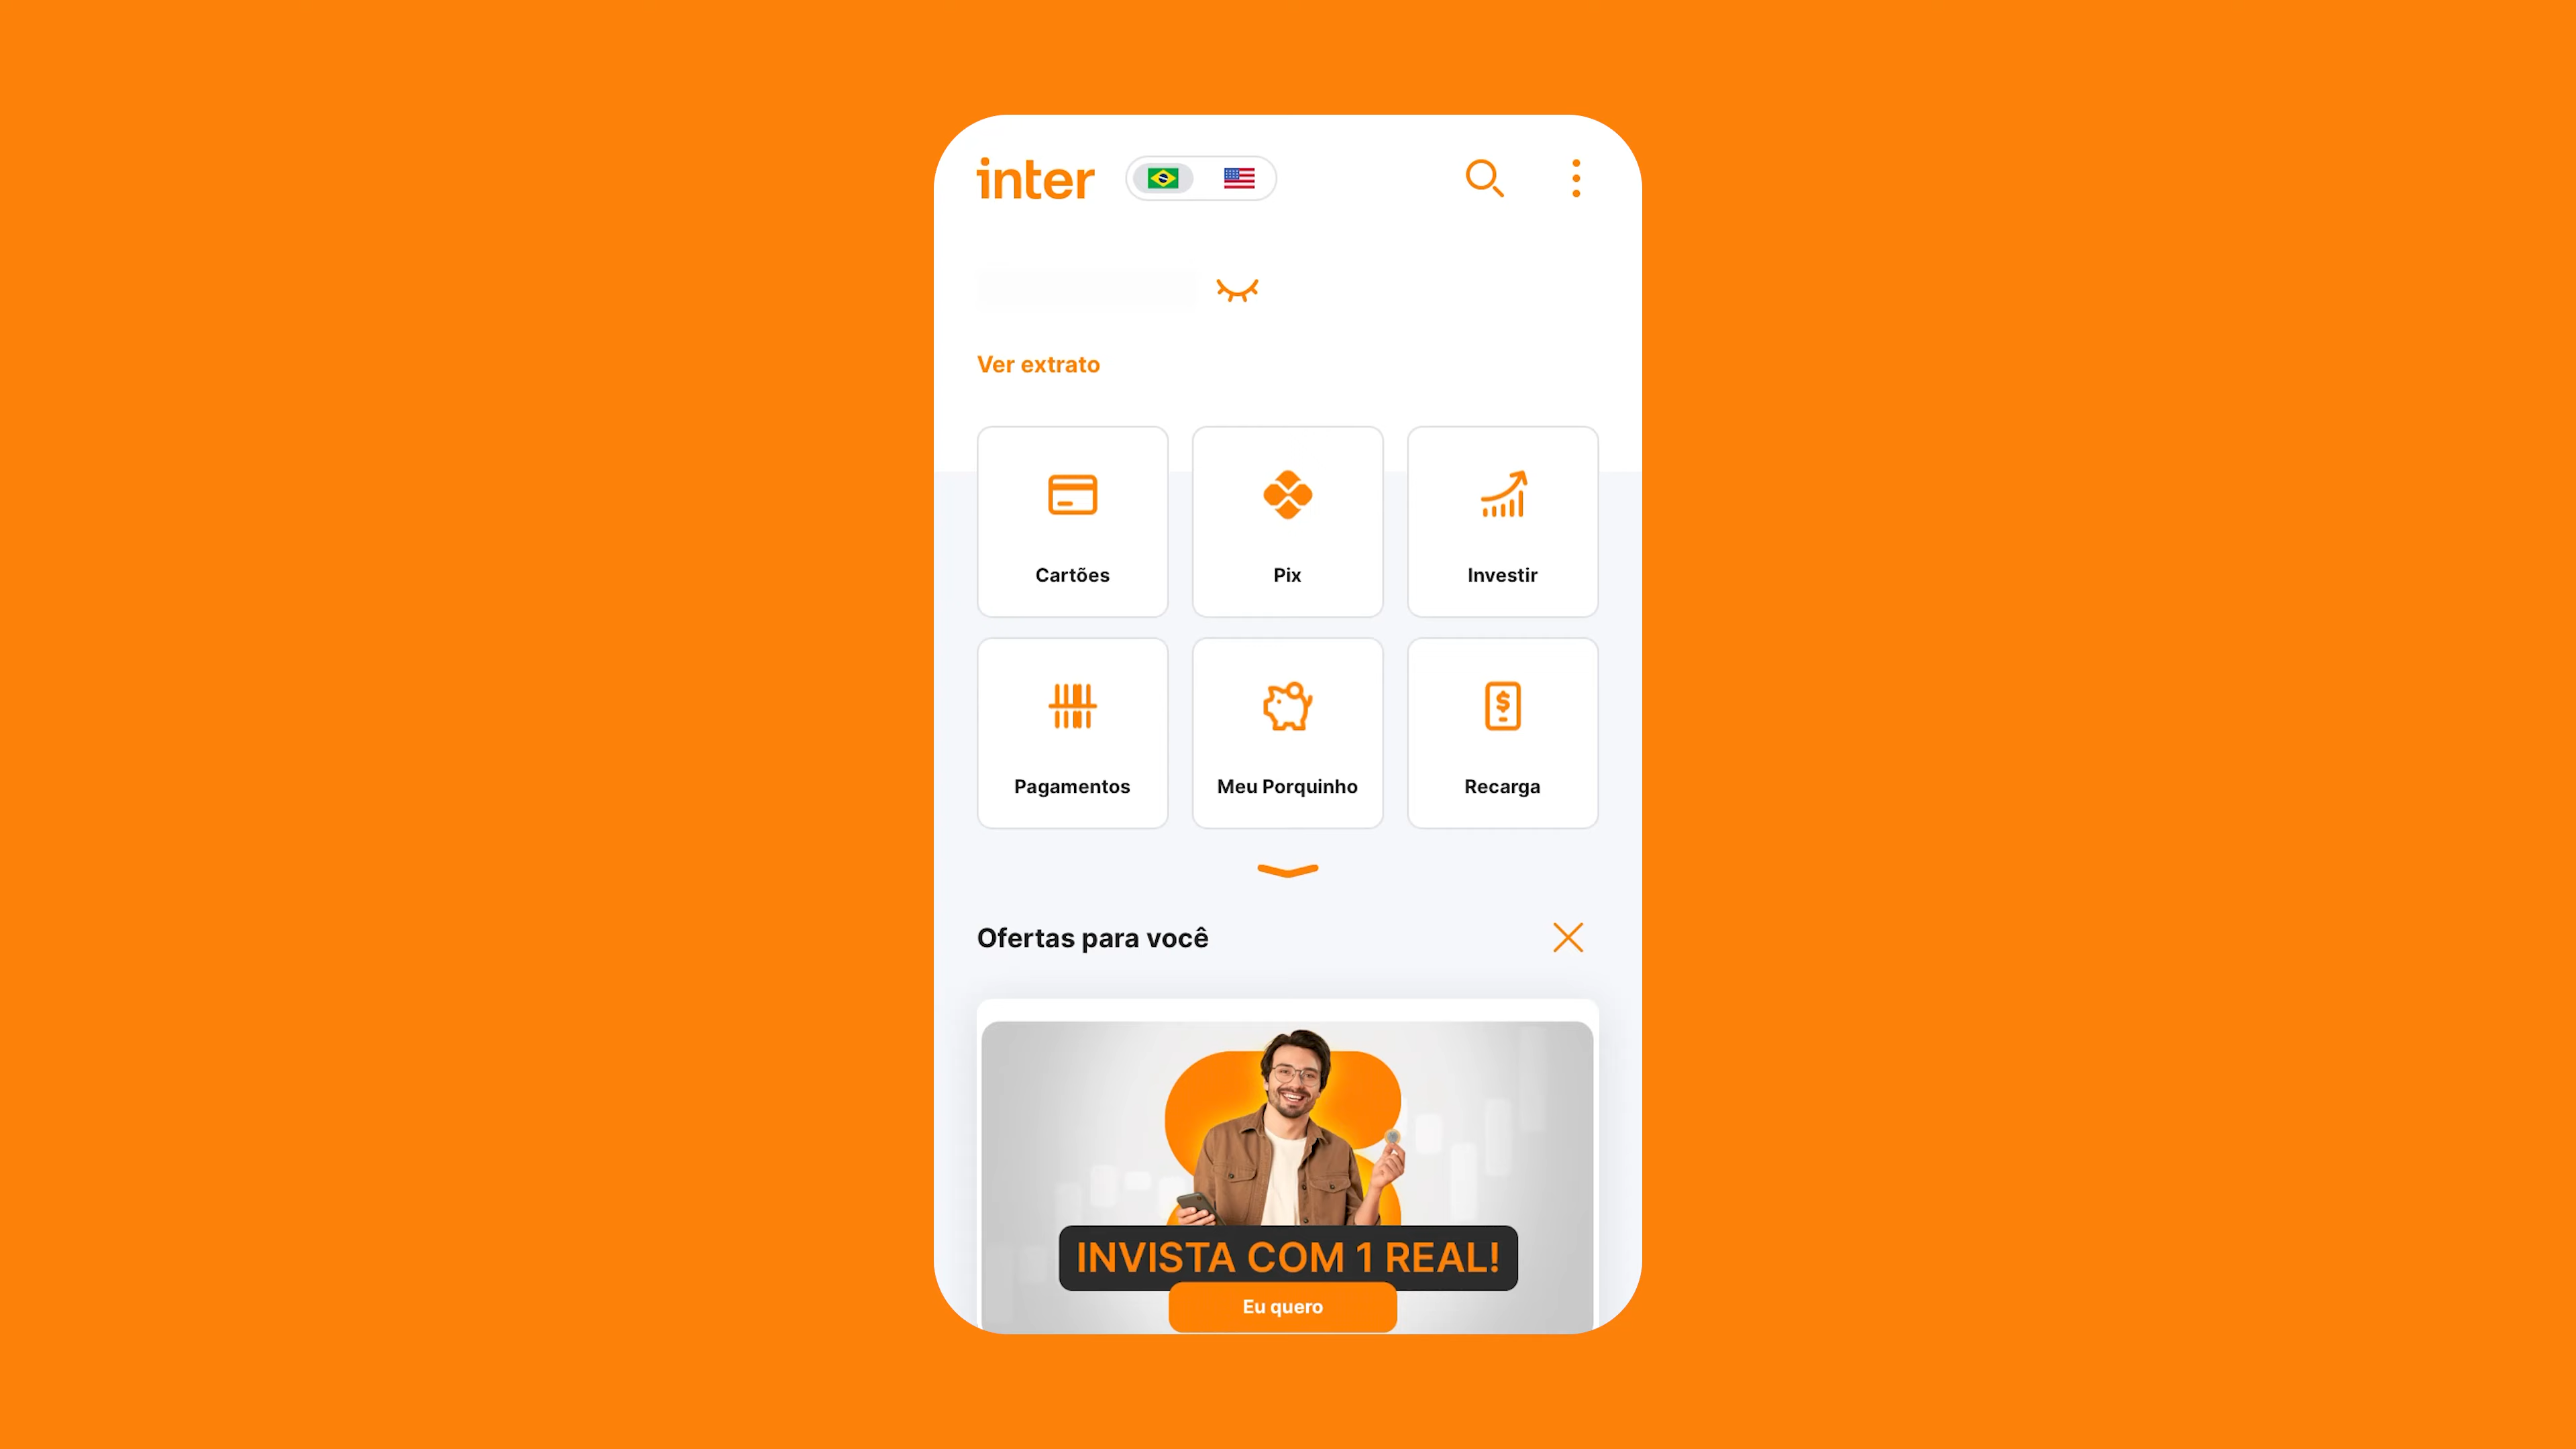 inter
Ver extrato
Cartões
Pix
Investir
Pagamentos
Meu Porquinho
Recarga
Ofertas para você
INVISTA COM 1 REAL!
Eu quero